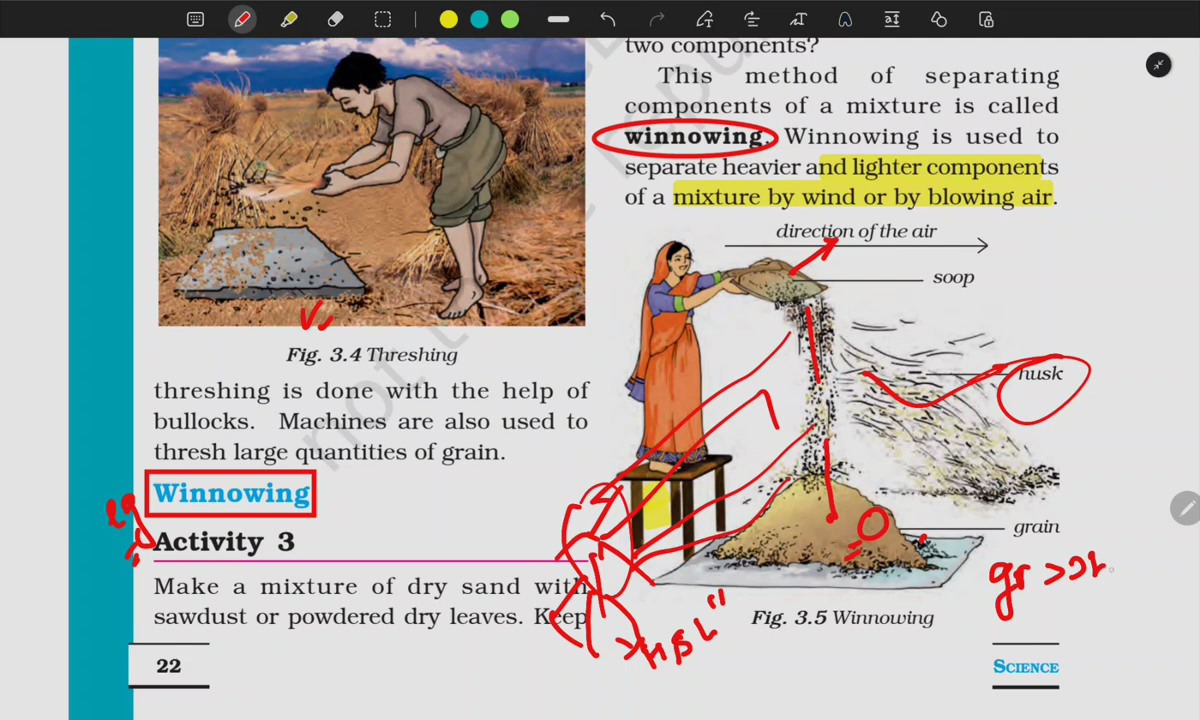 two components?
This method of separating
components of a mixture is called
winnowing. Winnowing is used to
separate heavier and lighter components
of a mixture by wind or by blowing air.
direction of the air
soop
husk
grain
Fig. 3.5 Winnowing
Fig. 3.4 Threshing
threshing is done with the help of
bullocks. Machines are also used to
thresh large quantities of grain.
Winnowing
Activity 3
Make a mixture of dry sand with
sawdust or powdered dry leaves. Keep
22
SCIENCE